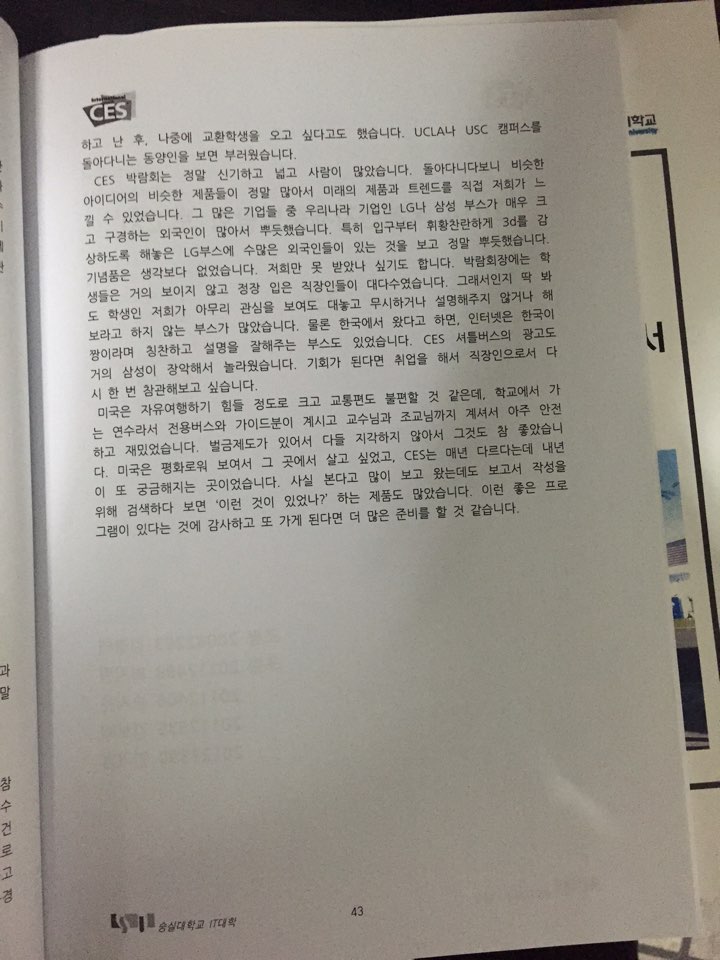 International
CES
하고 난 후, 나중에 교환학생을 오고 싶다고도 했습니다. UCLA나 USC 캠퍼스를
돌아다니는 동양인을 보면 부러웠습니다.
CES 박람회는 정말 신기하고 넓고 사람이 많았습니다. 돌아다니다보니 비슷한
아이디어의 비슷한 제품들이 정말 많아서 미래의 제품과 트렌드를 직접 저희가 느
낄 수 있었습니다. 그 많은 기업들 중 우리나라 기업인 LG나 삼성 부스가 매우 크
고 구경하는 외국인이 많아서 뿌듯했습니다. 특히 입구부터 휘황찬란하게 3d를 감
상하도록 해놓은 LG부스에 수많은 외국인들이 있는 것을 보고 정말 뿌듯했습니다.
기념품은 생각보다 없었습니다. 저희만 못 받았나 싶기도 합니다. 박람회장에는 학
생들은 거의 보이지 않고 정장 입은 직장인들이 대다수였습니다. 그래서인지 딱 봐
도 학생인 저희가 아무리 관심을 보여도 대놓고 무시하거나 설명해주지 않거나 해
보라고 하지 않는 부스가 많았습니다. 물론 한국에서 왔다고 하면, 인터넷은 한국이
짱이라며 칭찬하고 설명을 잘해주는 부스도 있었습니다. CES 셔틀버스의 광고도
거의 삼성이 장악해서 놀라웠습니다. 기회가 된다면 취업을 해서 직장인으로서 다
시 한 번 참관해보고 싶습니다.
미국은 자유여행하기 힘들 정도로 크고 교통편도 불편할 것 같은데, 학교에서 가
는 연수라서 전용버스와 가이드분이 계시고 교수님과 조교님까지 계셔서 아주 안전
하고 재밌었습니다. 벌금제도가 있어서 다들 지각하지 않아서 그것도 참 좋았습니
다. 미국은 평화로워 보여서 그 곳에서 살고 싶었고, CES는 매년 다르다는데 내년
이 또 궁금해지는 곳이었습니다. 사실 본다고 많이 보고 왔는데도 보고서 작성을
위해 검색하다 보면 '이런 것이 있었나?' 하는 제품도 많았습니다. 이런 좋은 프로
그램이 있다는 것에 감사하고 또 가게 된다면 더 많은 준비를 할 것 같습니다.
43
숭실대학교 IT대학
과
말
참
수
건
로
고
경
대학교
서